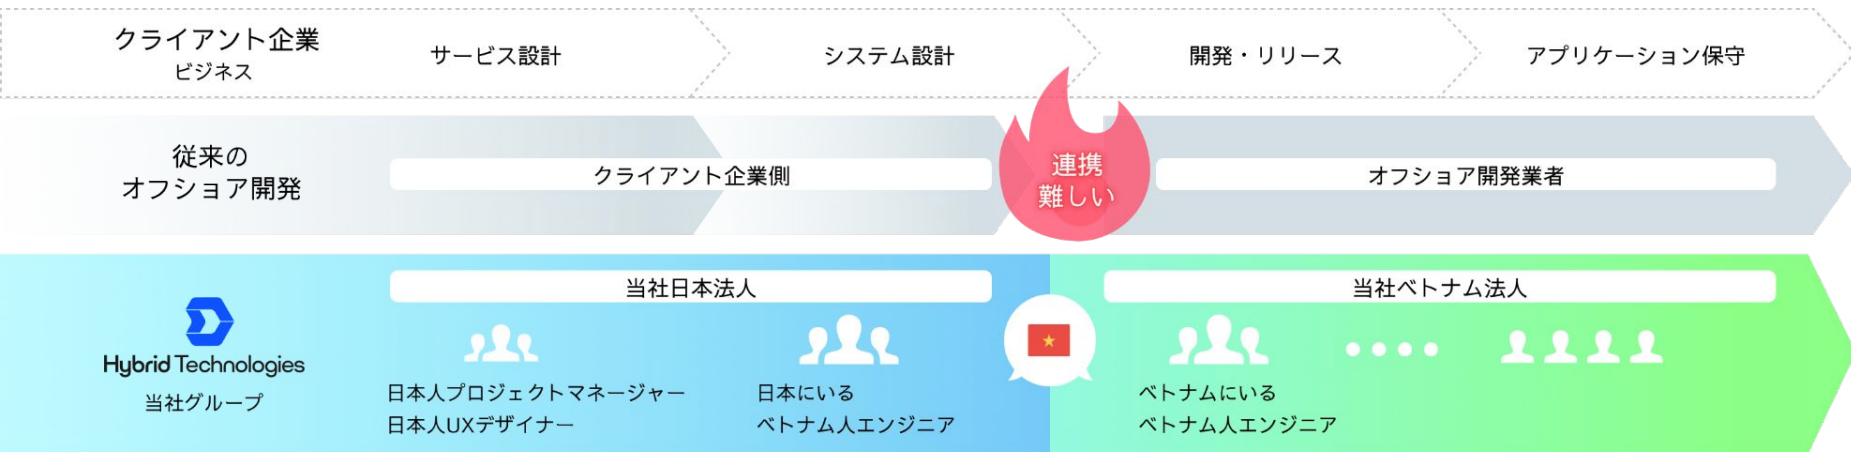 クライアント企業
ビジネス
サービス設計
システム設計
開発・リリース
アプリケーション保守
従来の
オフショア開発
クライアント企業側
連携
難しい
オフショア開発業者
Hybrid Technologies
当社グループ
当社日本法人
日本人プロジェクトマネージャー
日本人UXデザイナー
日本にいる
ベトナム人エンジニア
当社ベトナム法人
ベトナムにいる
ベトナム人エンジニア